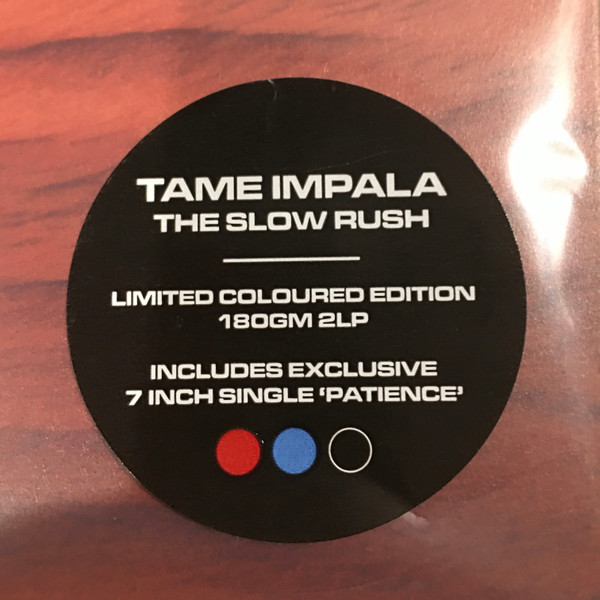 TAME IMPALA
THE SLOW RUSH
LIMITED COLOURED EDITION
180GM 2LP
INCLUDES EXCLUSIVE
7 INCH SINGLE ‘PATIENCE’